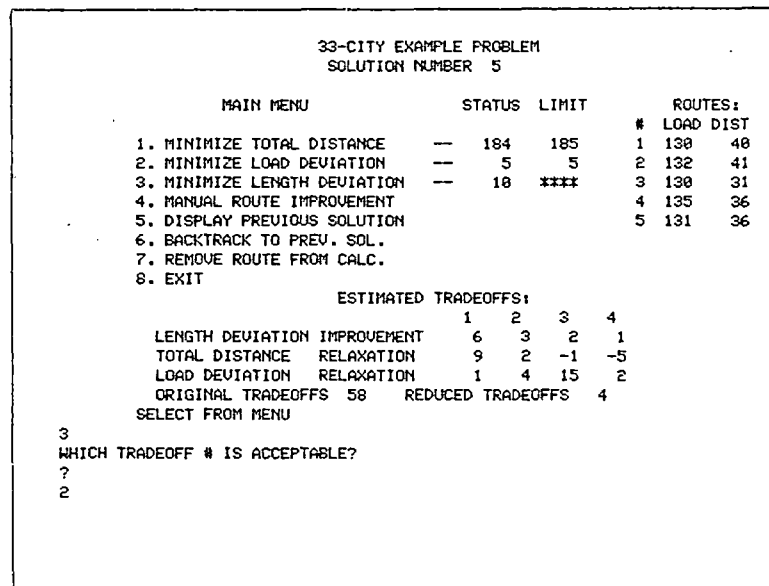 33-CITY EXAMPLE PROBLEM
SOLUTION NUMBER 5
MAIN MENU STATUS LIMIT ROUTES:
# LOAD DIST
1. MINIMIZE TOTAL DISTANCE -- 184 185 1 130 40
2. MINIMIZE LOAD DEVIATION -- 5 5 2 132 41
3. MINIMIZE LENGTH DEVIATION -- 10 **** 3 130 31
4. MANUAL ROUTE IMPROVEMENT 4 135 36
5. DISPLAY PREVIOUS SOLUTION 5 131 36
6. BACKTRACK TO PREV. SOL.
7. REMOVE ROUTE FROM CALC.
8. EXIT
ESTIMATED TRADEOFFS:
1 2 3 4
LENGTH DEVIATION IMPROVEMENT 6 3 2 1
TOTAL DISTANCE RELAXATION 9 2 -1 -5
LOAD DEVIATION RELAXATION 1 4 15 2
ORIGINAL TRADEOFFS 58 REDUCED TRADEOFFS 4
SELECT FROM MENU
3
WHICH TRADEOFF # IS ACCEPTABLE?
?
2